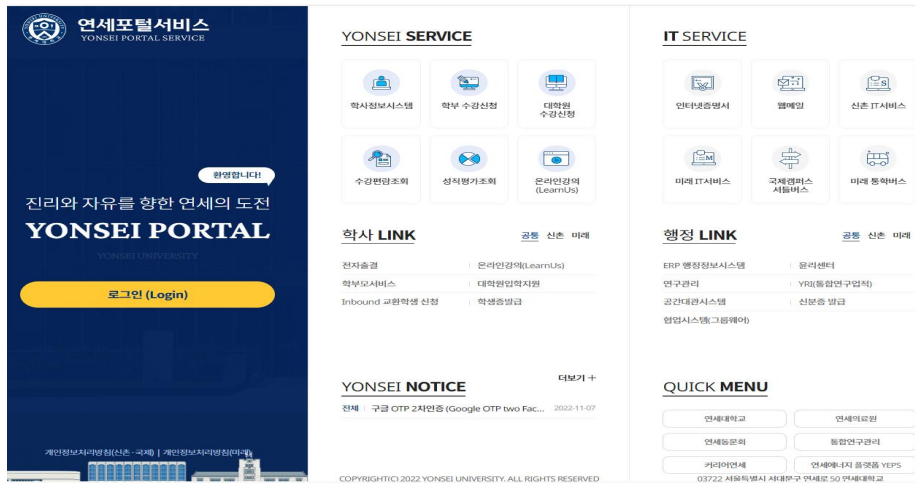 연세포털서비스
YONSEI PORTAL SERVICE
환영합니다!
진리와 자유를 향한 연세의 도전
YONSEI PORTAL
YONSEI UNIVERSITY
로그인 (Login)
개인정보처리방침(신촌·국제) | 개인정보처리방침(미래)
YONSEI SERVICE
학사정보시스템
학부 수강신청
대학원
수강신청
수강편람조회
성적평가조회
온라인강의
(LearnUs)
학사 LINK
공통 신촌 미래
전자출결
온라인강의(LearnUs)
학부모서비스
대학원입학지원
Inbound 교환학생 신청
학생증발급
YONSEI NOTICE
더보기 +
전체 구글 OTP 2차인증 (Google OTP two Fac... 2022-11-07
COPYRIGHT(C) 2022 YONSEI UNIVERSITY. ALL RIGHTS RESERVED
IT SERVICE
인터넷증명서
웹메일
신촌 IT서비스
미래 IT서비스
국제캠퍼스
셔틀버스
미래 통학버스
행정 LINK
공통 신촌 미래
ERP 행정정보시스템
윤리센터
연구관리
YRI(통합연구업적)
공간대관시스템
신분증 발급
협업시스템(그룹웨어)
QUICK MENU
연세대학교
연세의료원
연세동문회
통합연구관리
커리어연세
연세에너지 플랫폼 YEPS
03722 서울특별시 서대문구 연세로 50 연세대학교